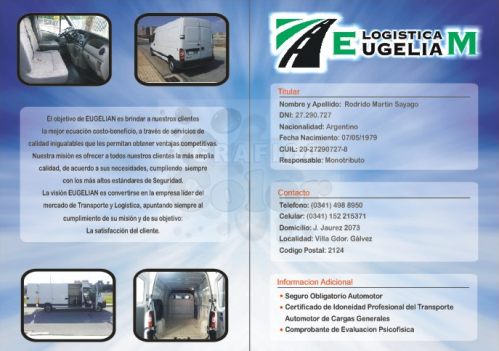 El objetivo de EUGELIAN es brindar a nuestros clientes
la mejor ecuación costo-beneficio, a través de servicios de
calidad inigualables que les permitan obtener ventajas competitivas.
Nuestra misión es ofrecer a todos nuestros clientes la más amplia
calidad, de acuerdo a sus necesidades, cumpliendo siempre
con los más altos estándares de Seguridad.
La visión EUGELIAN es convertirse en la empresa líder del
mercado de Transporte y Logística, apuntando siempre al
cumplimiento de su misión y de su objetivo:
La satisfacción del cliente.
LOGISTICA
EUGELIAM
Titular
Nombre y Apellido: Rodrido Martin Sayago
DNI: 27.290.727
Nacionalidad: Argentino
Fecha Nacimiento: 07/05/1979
CUIL: 20-27290727-8
Responsable: Monotributo
Contacto
Telefono: (0341) 498 8950
Celular: (0341) 152 215371
Domicilio: J. Jaurez 2073
Localidad: Villa Gdor. Gálvez
Codigo Postal: 2124
Informacion Adicional
• Seguro Obligatorio Automotor
• Certificado de Idoneidad Profesional del Transporte
Automotor de Cargas Generales
• Comprobante de Evaluacion Psicofisica